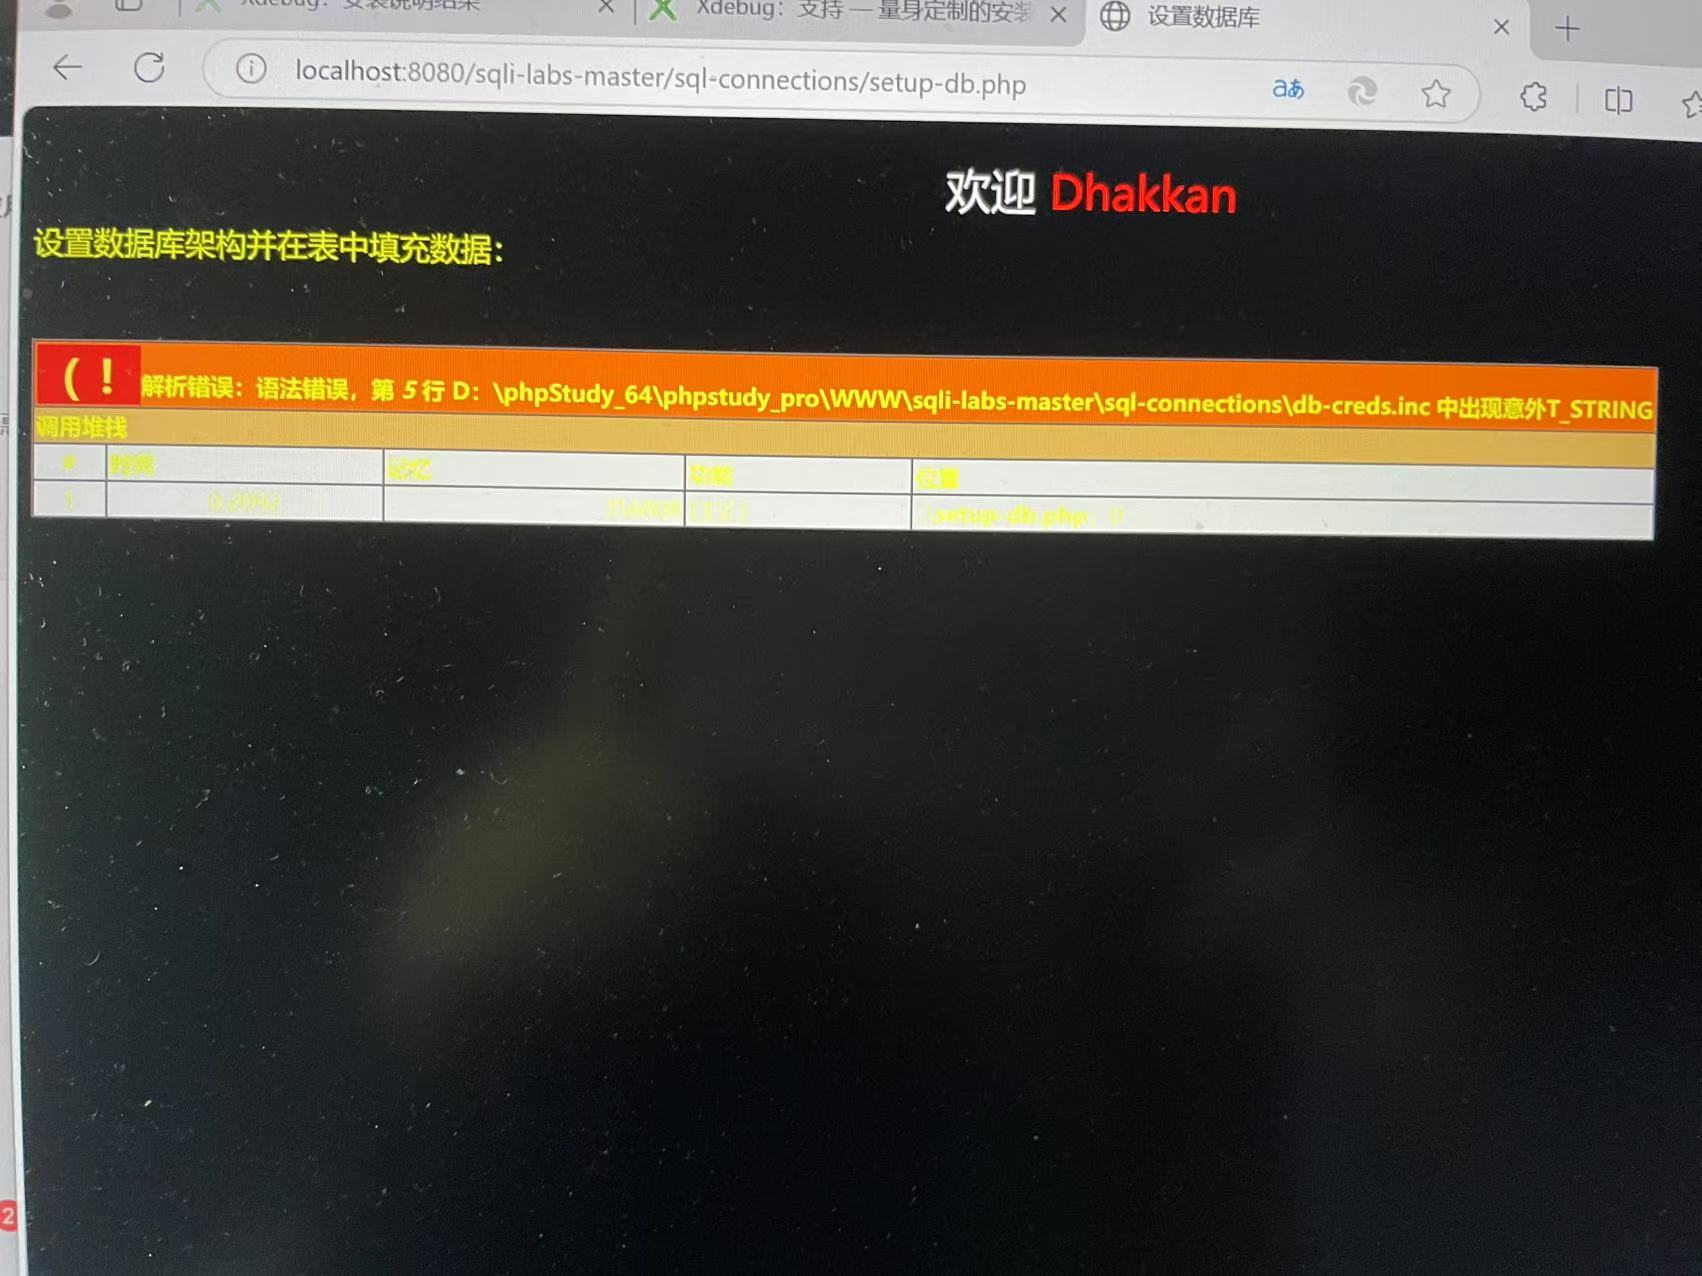 Xdebug：安装说明结果
Xdebug：支持 — 量身定制的安装
设置数据库
localhost:8080/sqli-labs-master/sql-connections/setup-db.php
aあ
欢迎 Dhakkan
设置数据库架构并在表中填充数据：
( ! 解析错误：语法错误，第 5 行 D：\phpStudy_64\phpstudy_pro\WWW\sqli-labs-master\sql-connections\db-creds.inc 中出现意外T_STRING
调用堆栈
# 时间 记忆 功能 位置
1 \setup-db.php：0
2